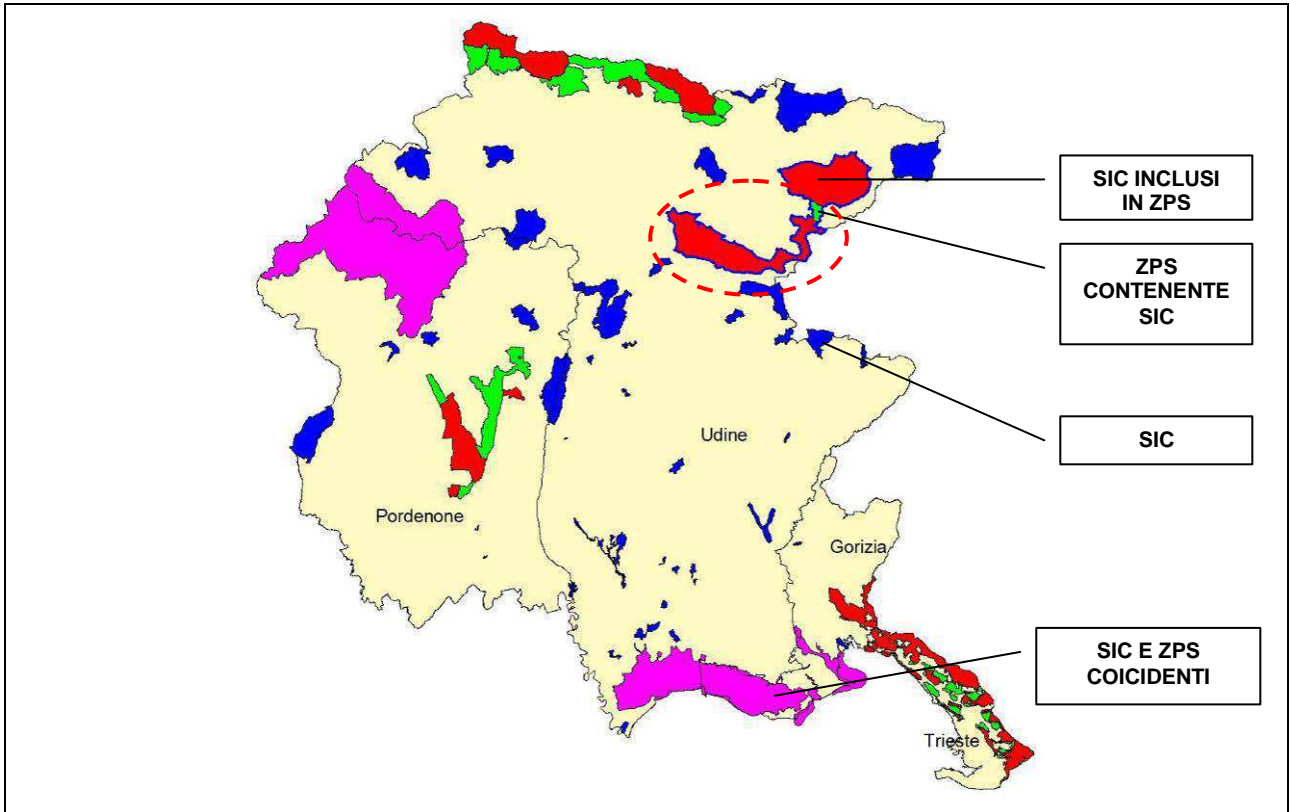 SIC INCLUSI
IN ZPS
ZPS
CONTENENTE
SIC
SIC
Udine
Pordenone
Gorizia
SIC E ZPS
COICIDENTI
Trieste